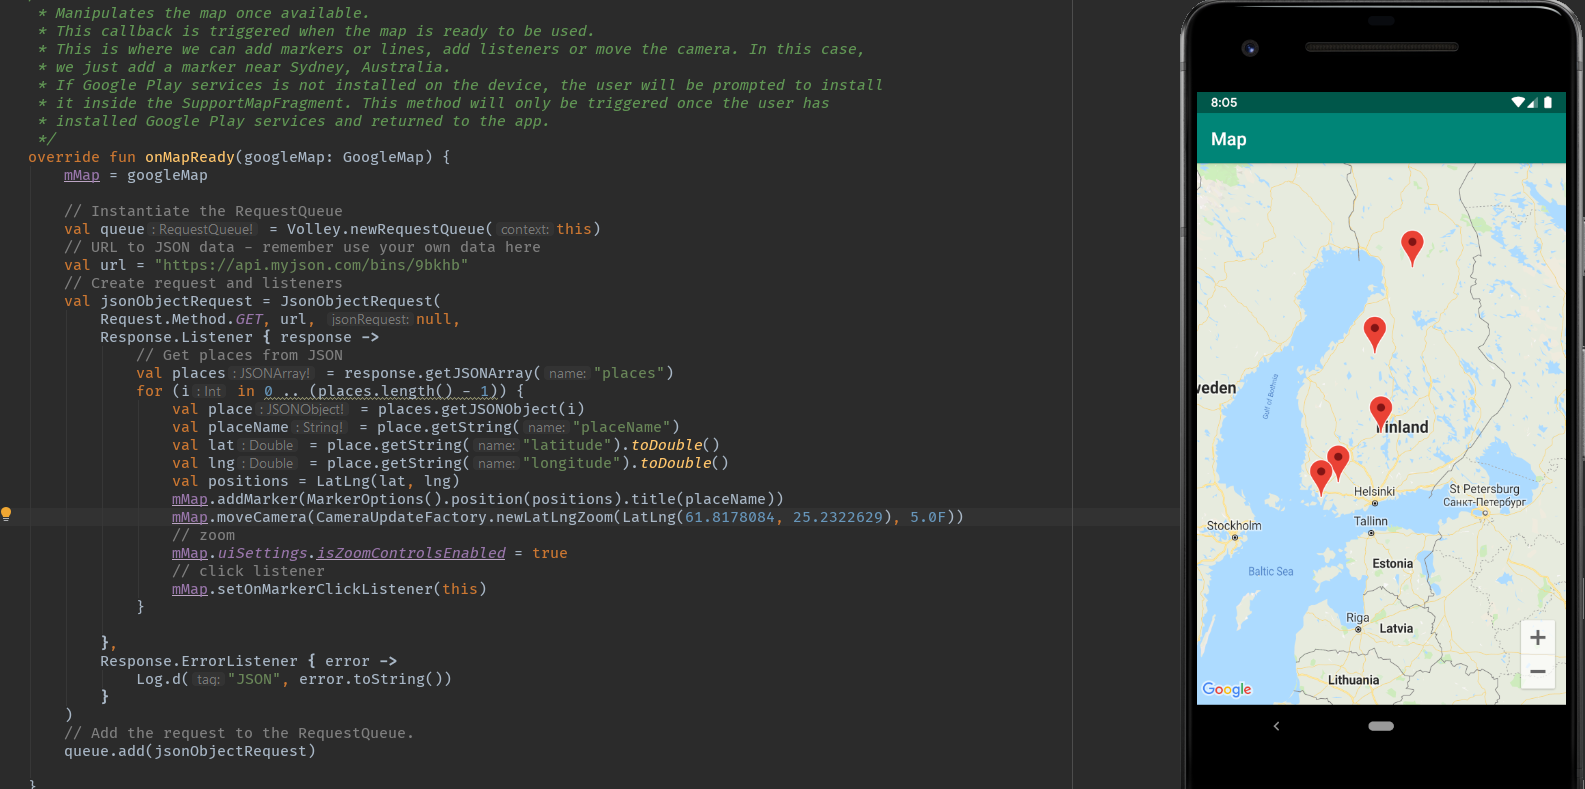 * Manipulates the map once available.
* This callback is triggered when the map is ready to be used.
* This is where we can add markers or lines, add listeners or move the camera. In this case,
* we just add a marker near Sydney, Australia.
* If Google Play services is not installed on the device, the user will be prompted to install
* it inside the SupportMapFragment. This method will only be triggered once the user has
* installed Google Play services and returned to the app.
*/
override fun onMapReady(googleMap: GoogleMap) {
mMap = googleMap
// Instantiate the RequestQueue
val queue : RequestQueue! = Volley.newRequestQueue( context: this)
// URL to JSON data - remember use your own data here
val url = "https://api.myjson.com/bins/9bkhb"
// Create request and listeners
val jsonObjectRequest = JsonObjectRequest(
Request.Method.GET, url, jsonRequest: null,
Response.Listener { response ->
// Get places from JSON
val places : JSONArray! = response.getJSONArray( name: "places")
for (i : Int in 0 .. (places.length() - 1)) {
val place : JSONObject! = places.getJSONObject(i)
val placeName : String! = place.getString( name: "placeName")
val lat : Double = place.getString( name: "latitude").toDouble()
val lng : Double = place.getString( name: "longitude").toDouble()
val positions = LatLng(lat, lng)
mMap.addMarker(MarkerOptions().position(positions).title(placeName))
mMap.moveCamera(CameraUpdateFactory.newLatLngZoom(LatLng(61.8178084, 25.2322629), 5.0F))
// zoom
mMap.uiSettings.isZoomControlsEnabled = true
// click listener
mMap.setOnMarkerClickListener(this)
}
},
Response.ErrorListener { error ->
Log.d( tag: "JSON", error.toString())
}
)
// Add the request to the RequestQueue.
queue.add(jsonObjectRequest)
}
8:05
Map
weden
Gulf of Bothnia
Finland
Helsinki
St Petersburg
Санкт-Петербург
Tallinn
Stockholm
Estonia
Baltic Sea
Riga
Latvia
+
−
Lithuania
Google